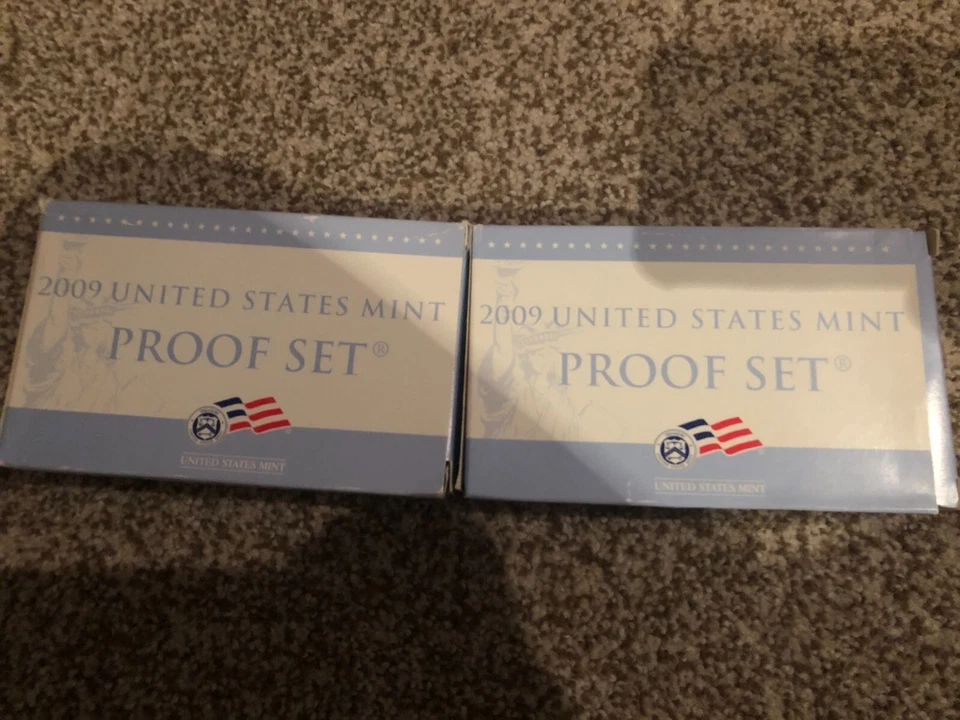 2009 UNITED STATES MINT
PROOF SET®
UNITED STATES MINT
2009 UNITED STATES MINT
PROOF SET®
UNITED STATES MINT